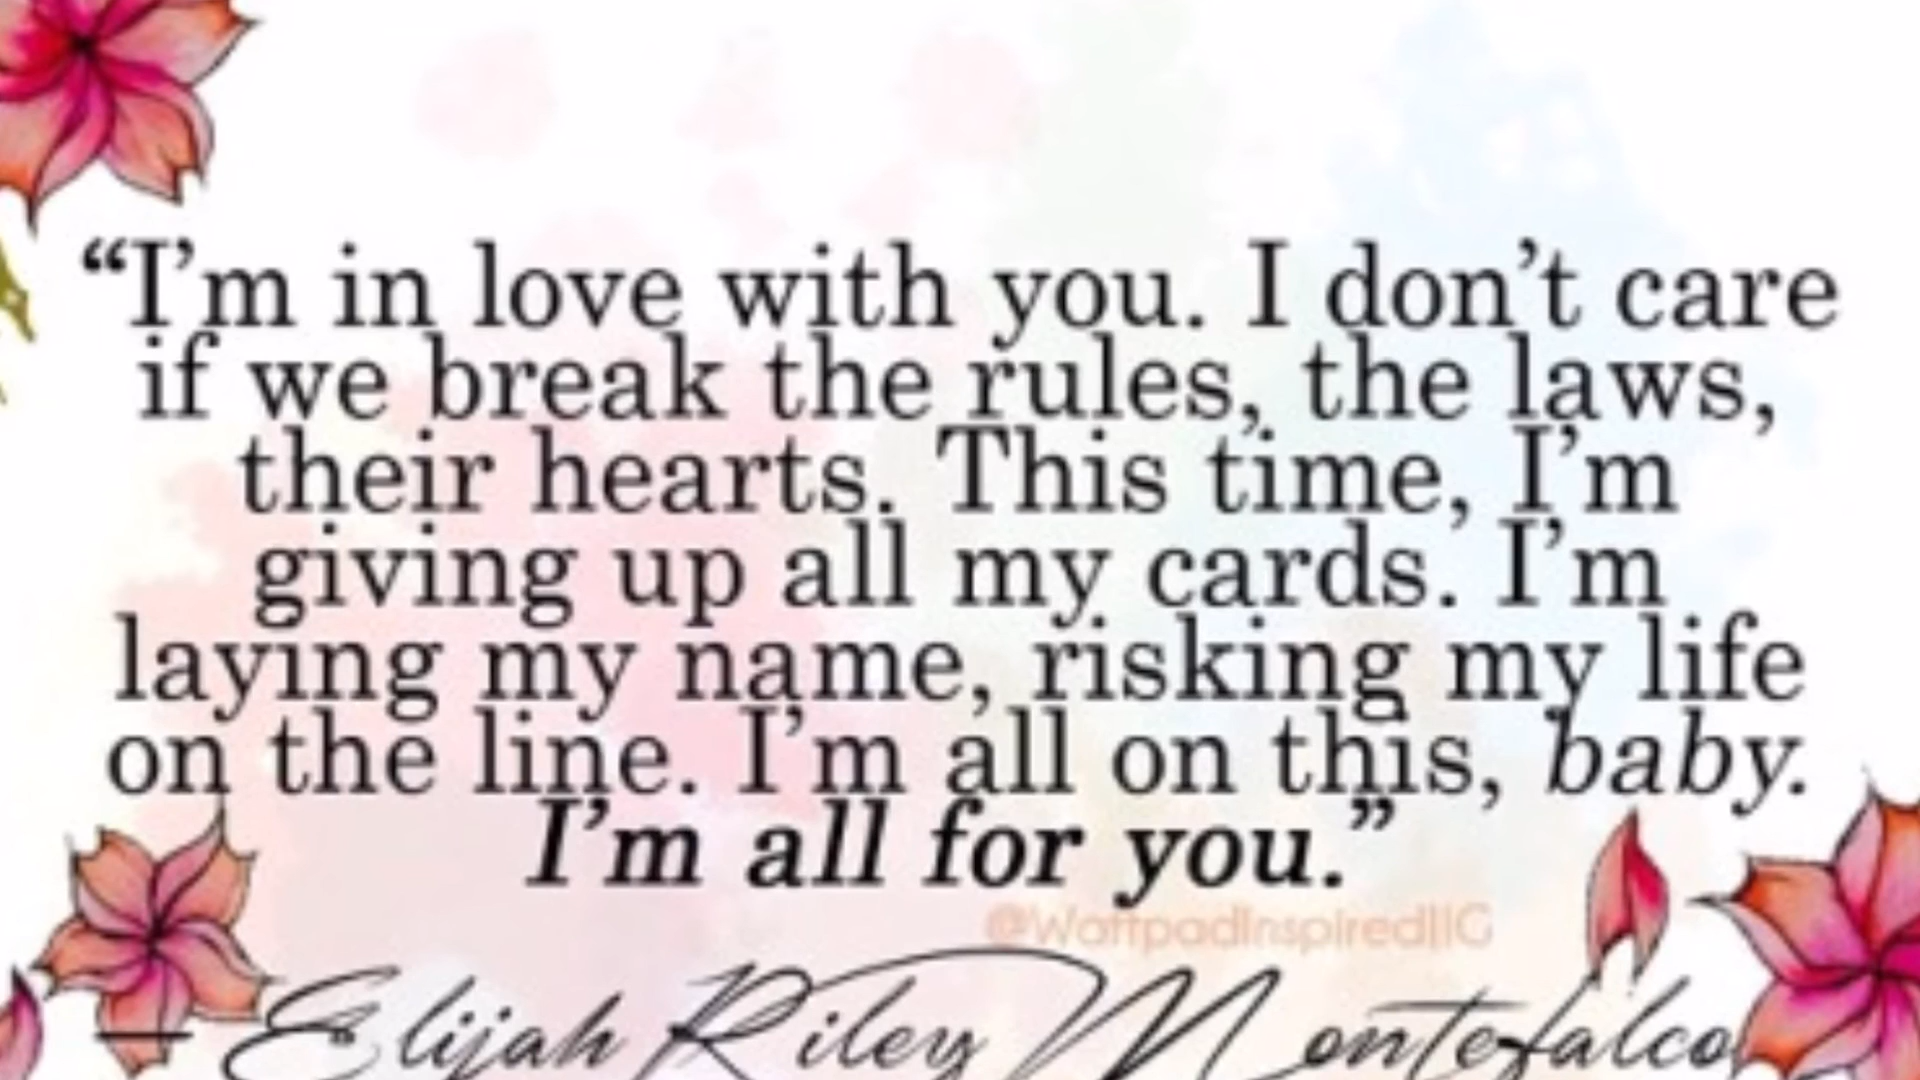 “I’m in love with you. I don’t care
if we break the rules, the laws,
their hearts. This time, I’m
giving up all my cards. I’m
laying my name, risking my life
on the line. I’m all on this, baby.
I’m all for you.”
@WattpadInspired||G
— Elijah Riley Montefalco